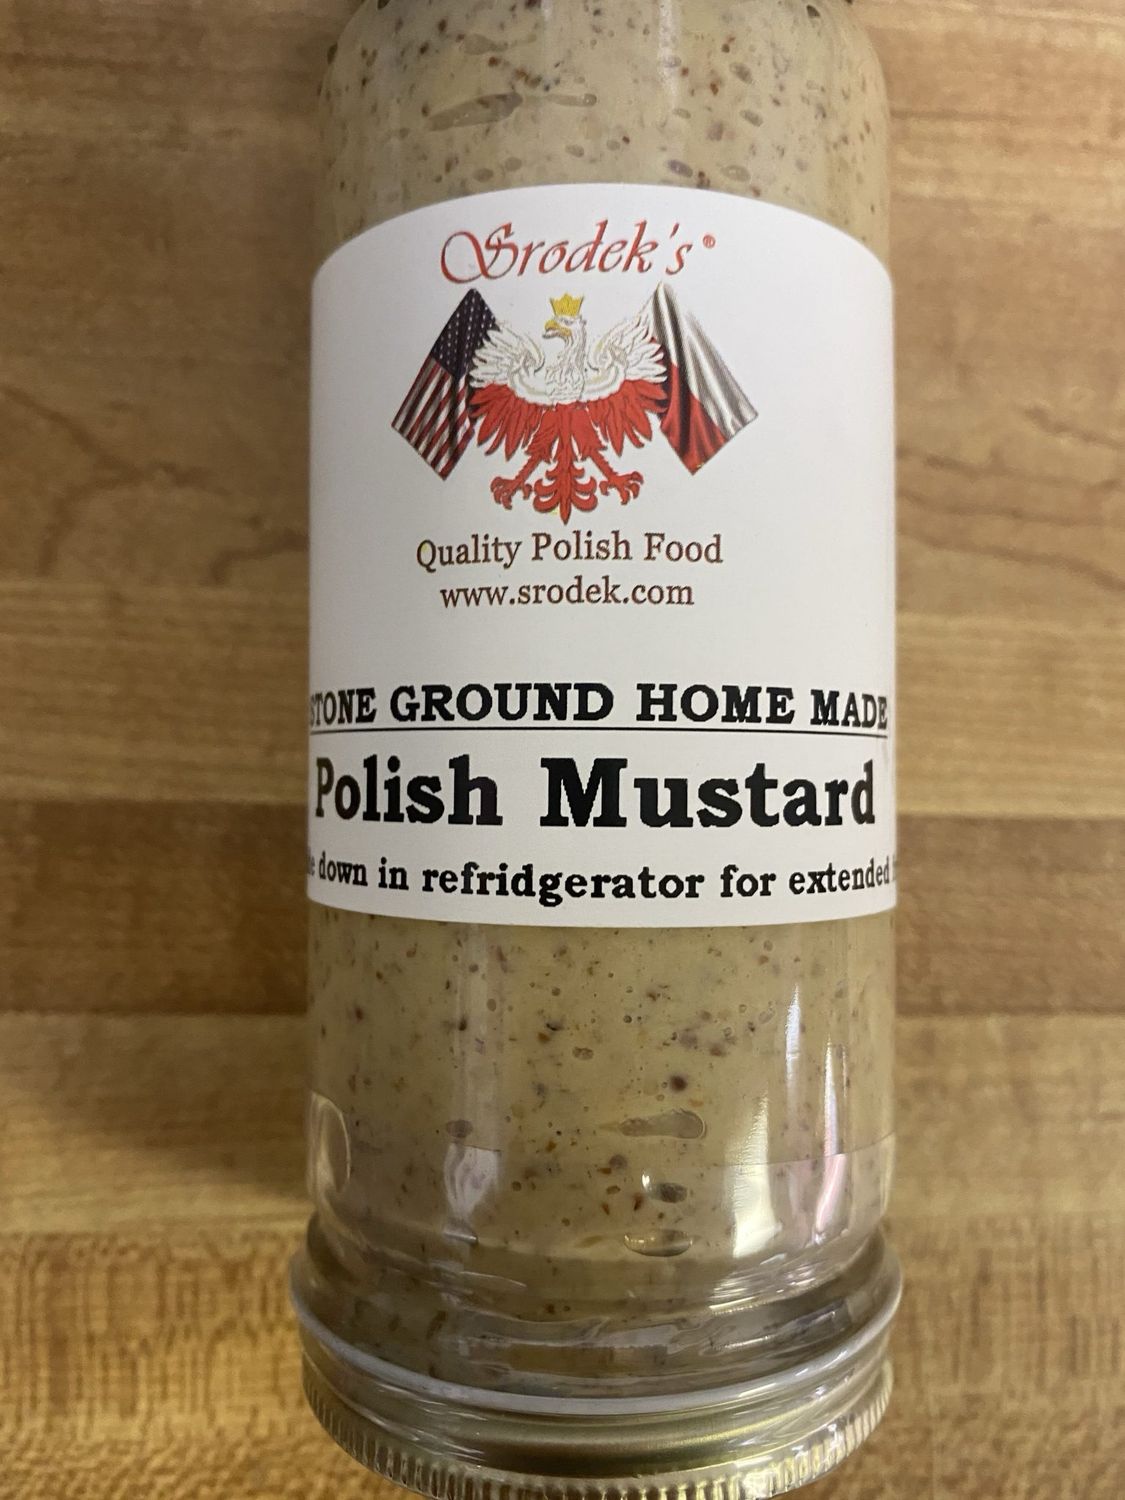 Srodek's®
Quality Polish Food
www.srodek.com
STONE GROUND HOME MADE
Polish Mustard
down in refridgerator for extended